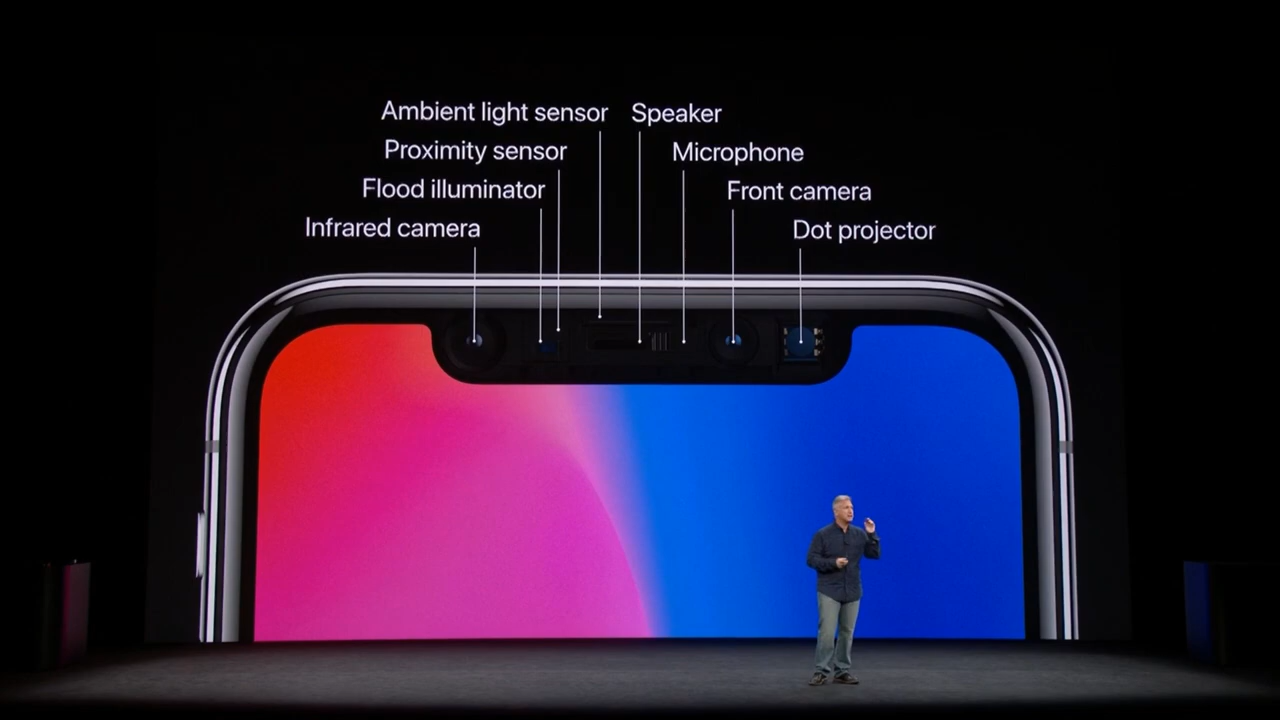 Ambient light sensor
Speaker
Proximity sensor
Microphone
Flood illuminator
Front camera
Infrared camera
Dot projector